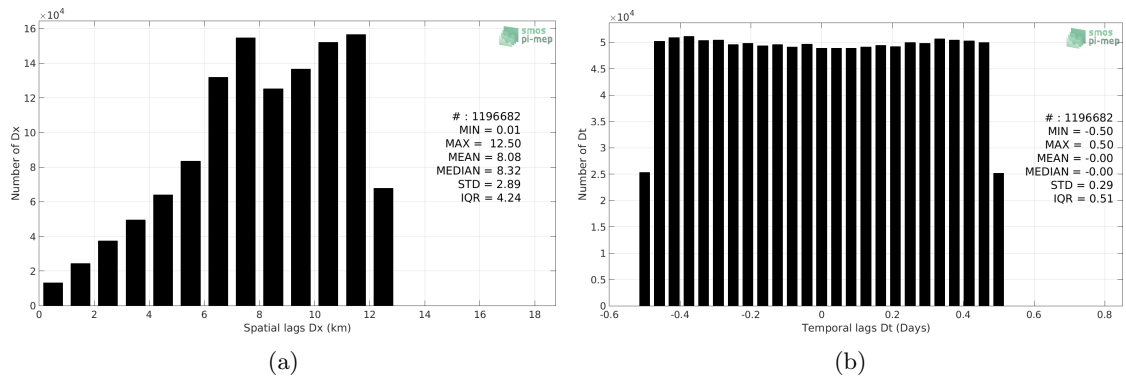 ×10⁴
16
14
12
10
8
6
4
2
0
Number of Dx
0 2 4 6 8 10 12 14 16 18
Spatial lags Dx (km)
smos
pi-mep
# : 1196682
MIN = 0.01
MAX = 12.50
MEAN = 8.08
MEDIAN = 8.32
STD = 2.89
IQR = 4.24
(a)
×10⁴
5
4.5
4
3.5
3
2.5
2
1.5
1
0.5
0
Number of Dt
-0.6 -0.4 -0.2 0 0.2 0.4 0.6 0.8
Temporal lags Dt (Days)
smos
pi-mep
# : 1196682
MIN = -0.50
MAX = 0.50
MEAN = -0.00
MEDIAN = -0.00
STD = 0.29
IQR = 0.51
(b)